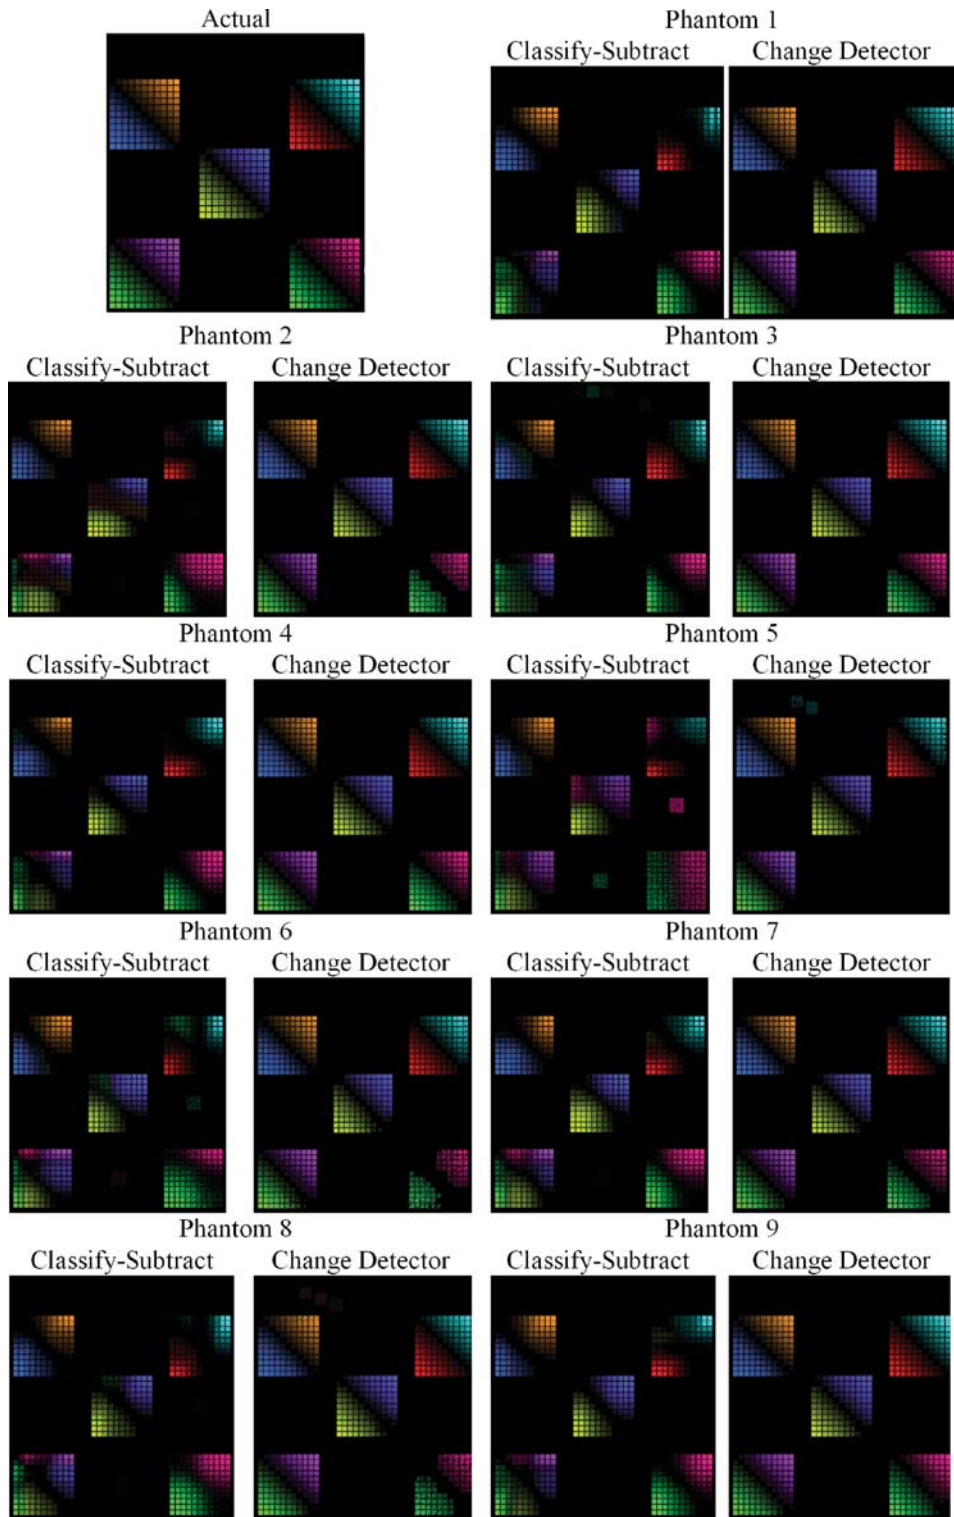 Actual
Phantom 1
Classify-Subtract Change Detector
Phantom 2 Phantom 3
Classify-Subtract Change Detector Classify-Subtract Change Detector
Phantom 4 Phantom 5
Classify-Subtract Change Detector Classify-Subtract Change Detector
Phantom 6 Phantom 7
Classify-Subtract Change Detector Classify-Subtract Change Detector
Phantom 8 Phantom 9
Classify-Subtract Change Detector Classify-Subtract Change Detector